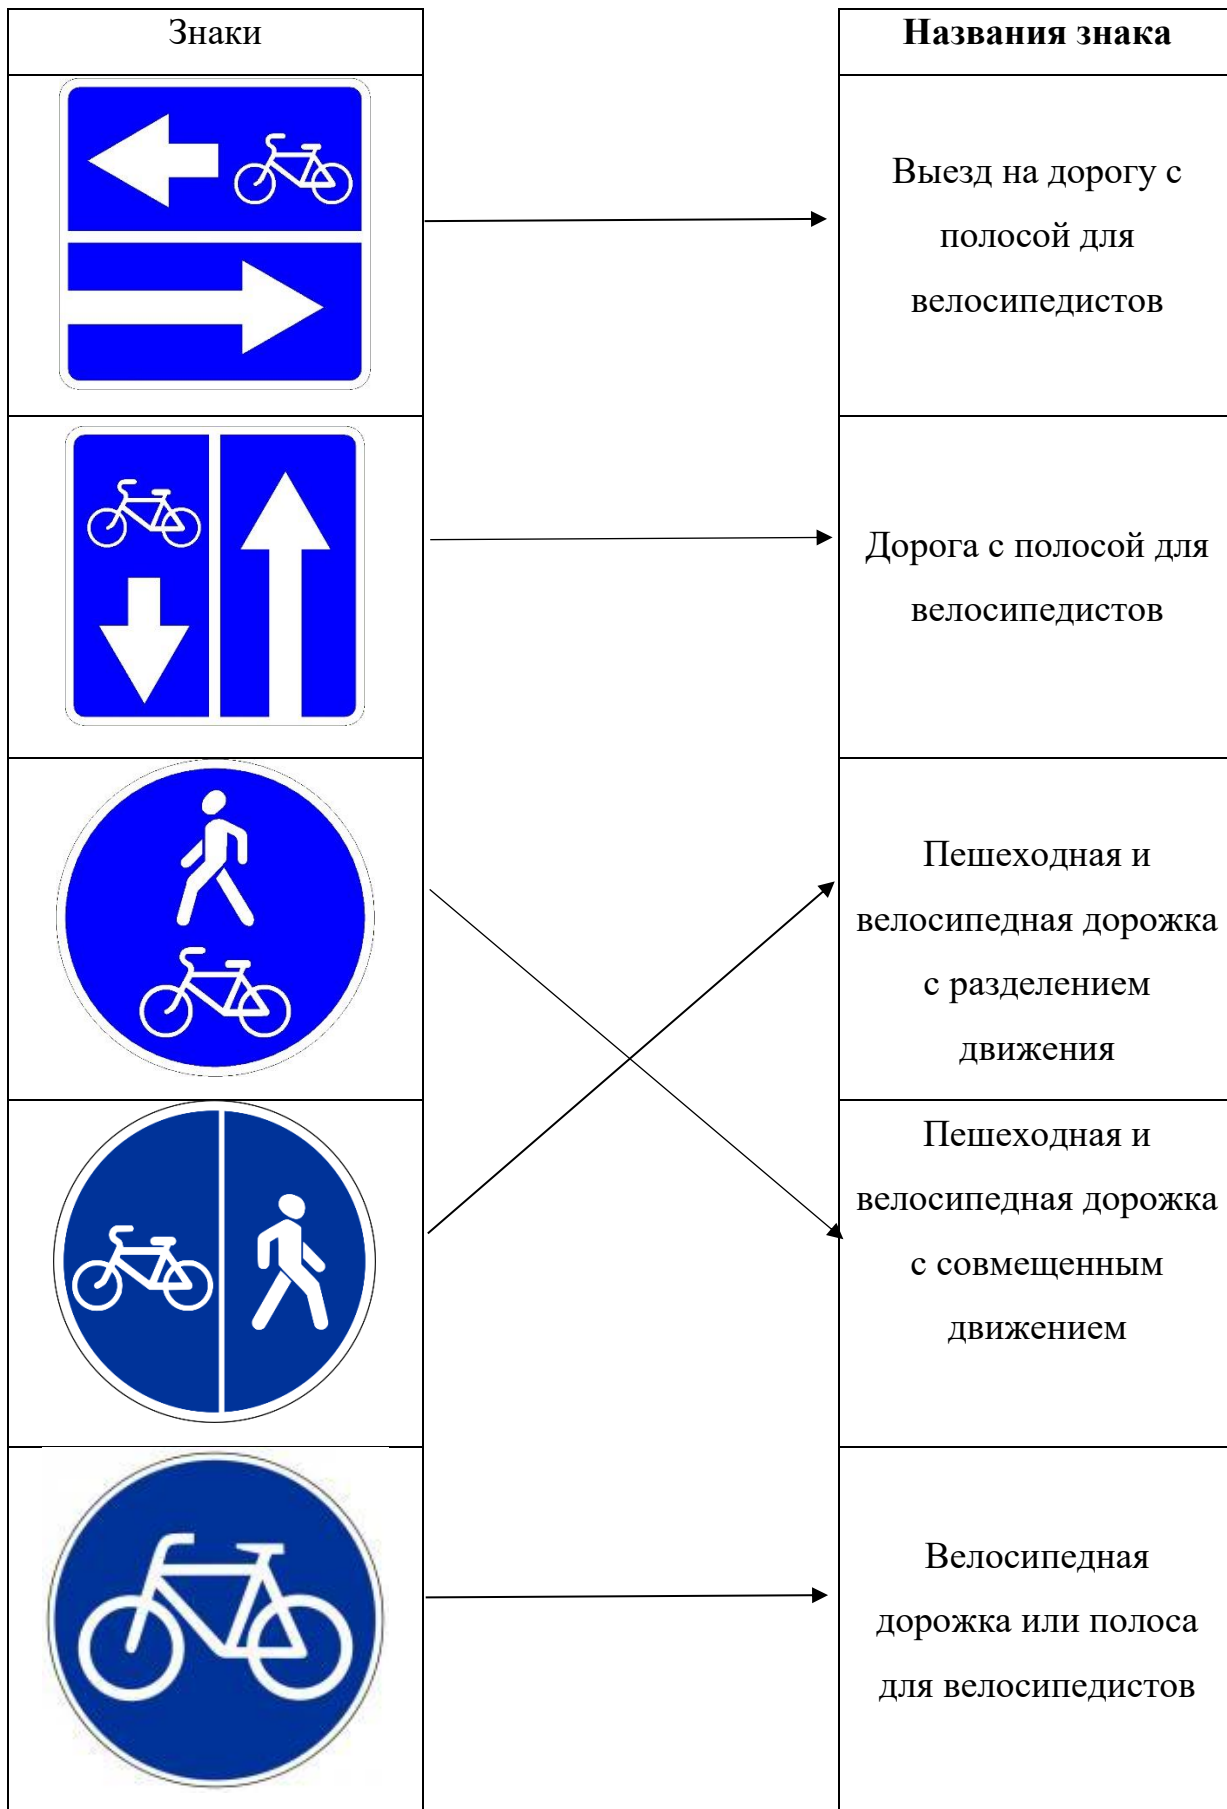 Знаки
Названия знака
Выезд на дорогу с
полосой для
велосипедистов
Дорога с полосой для
велосипедистов
Пешеходная и
велосипедная дорожка
с разделением
движения
Пешеходная и
велосипедная дорожка
с совмещенным
движением
Велосипедная
дорожка или полоса
для велосипедистов